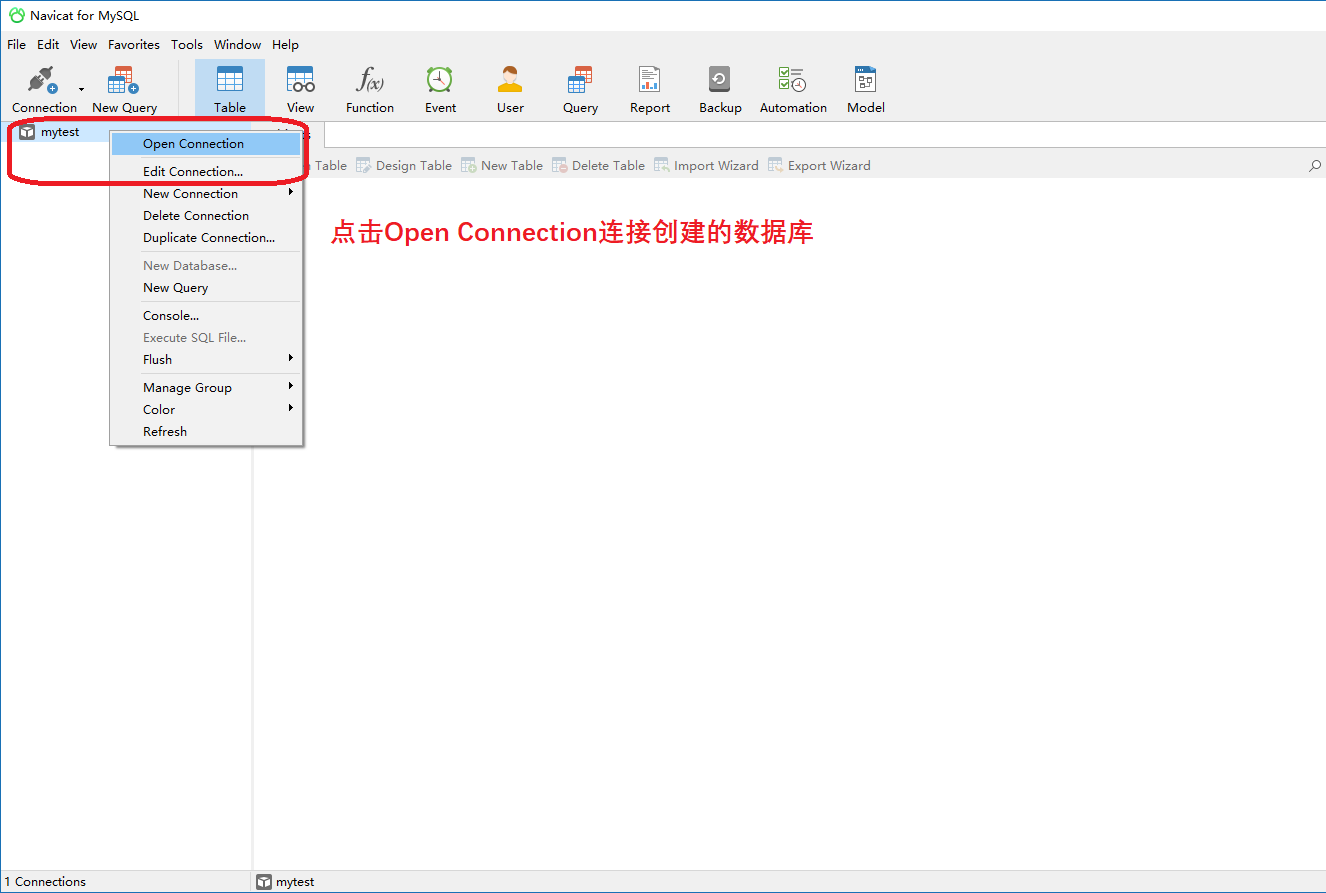 Navicat for MySQL
File Edit View Favorites Tools Window Help
Connection New Query Table View Function Event User Query Report Backup Automation Model
mytest
Table Design Table New Table Delete Table Import Wizard Export Wizard
Open Connection
Edit Connection...
New Connection
Delete Connection
Duplicate Connection...
New Database...
New Query
Console...
Execute SQL File...
Flush
Manage Group
Color
Refresh
点击Open Connection连接创建的数据库
1 Connections mytest